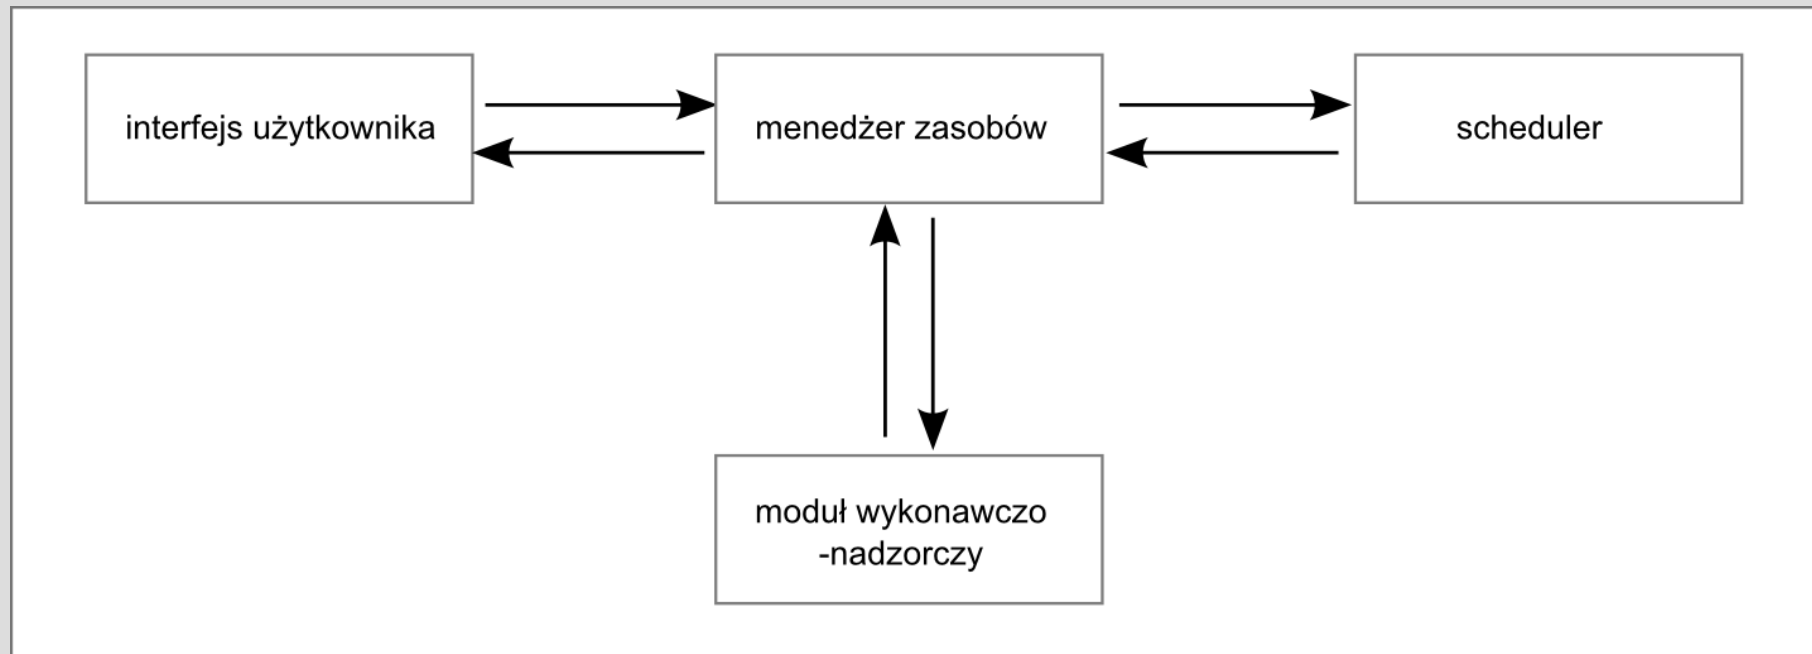 interfejs użytkownika
menedżer zasobów
scheduler
moduł wykonawczo
-nadzorczy